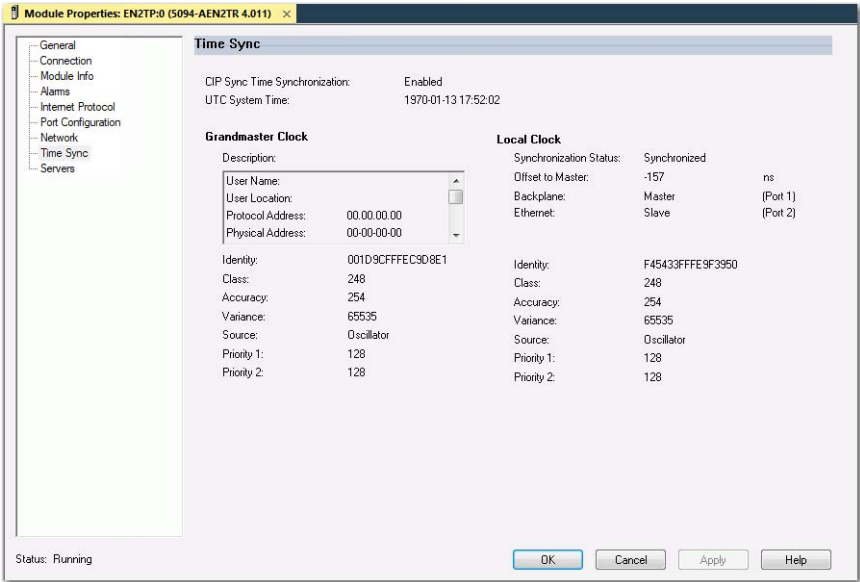 Module Properties: EN2TP:0 (5094-AEN2TR 4.011) ×
General
Connection
Module Info
Alarms
Internet Protocol
Port Configuration
Network
Time Sync
Servers
Time Sync
CIP Sync Time Synchronization: Enabled
UTC System Time: 1970-01-13 17:52:02
Grandmaster Clock
Description:
User Name:
User Location:
Protocol Address: 00.00.00.00
Physical Address: 00-00-00-00
Identity: 001D9CFFFEC9D8E1
Class: 248
Accuracy: 254
Variance: 65535
Source: Oscillator
Priority 1: 128
Priority 2: 128
Local Clock
Synchronization Status: Synchronized
Offset to Master: -157 ns
Backplane: Master (Port 1)
Ethernet: Slave (Port 2)
Identity: F45433FFFE9F3950
Class: 248
Accuracy: 254
Variance: 65535
Source: Oscillator
Priority 1: 128
Priority 2: 128
Status: Running
OK Cancel Apply Help